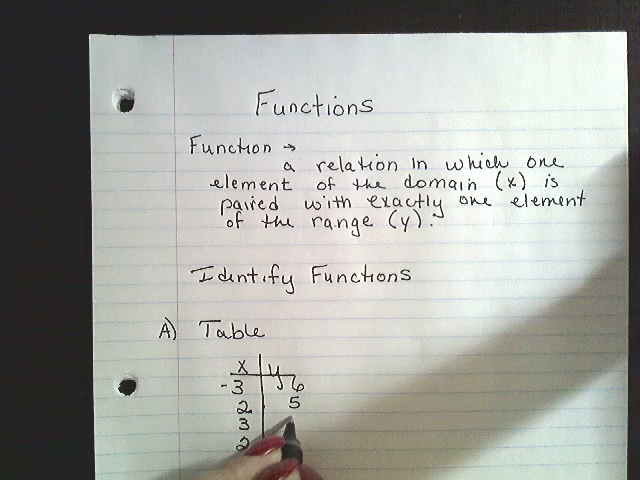 Functions
Function →
a relation in which one
element of the domain (x) is
paired with exactly one element
of the range (y).
Identify Functions
A) Table
x y
-3 6
2 5
3
2